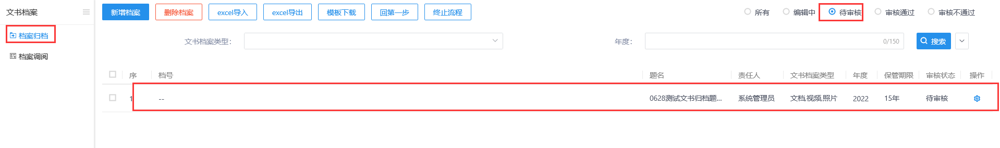 文书档案
档案归档
档案调阅
新增档案 删除档案 excel导入 excel导出 模板下载 回第一步 终止流程 所有 编辑中 待审核 审核通过 审核不通过
文书档案类型： 年度： 0/150 搜索
序 档号 题名 责任人 文书档案类型 年度 保管期限 审核状态 操作
1 -- 0628测试文书归档题... 系统管理员 文档,视频,照片 2022 15年 待审核